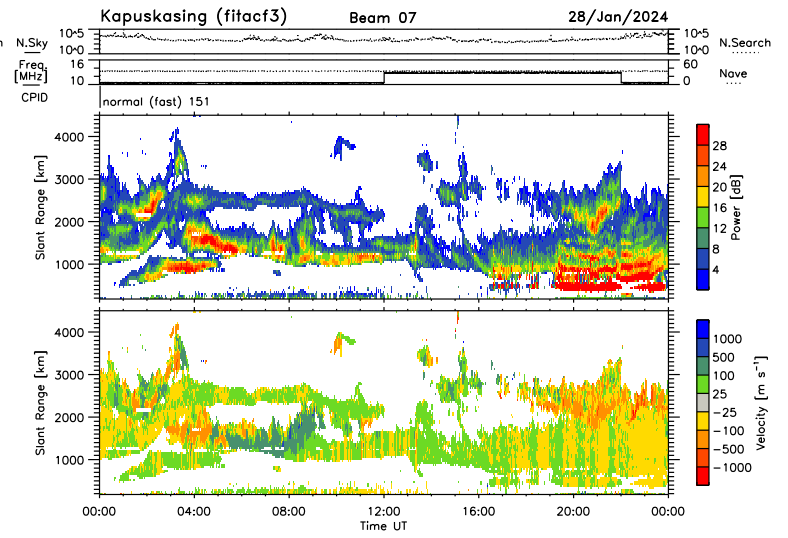 Kapuskasing (fitacf3) Beam 07 28/Jan/2024
n N.Sky 10^5 10^0 10^5 10^0 N.Search
Freq. [MHz] 16 10 60 0 Nave
CPID normal (fast) 151
Slant Range [km] 4000 3000 2000 1000
28 24 20 16 12 8 4 Power [dB]
Slant Range [km] 4000 3000 2000 1000
1000 500 100 25 -25 -100 -500 -1000 Velocity [m s⁻¹]
00:00 04:00 08:00 12:00 16:00 20:00 00:00
Time UT